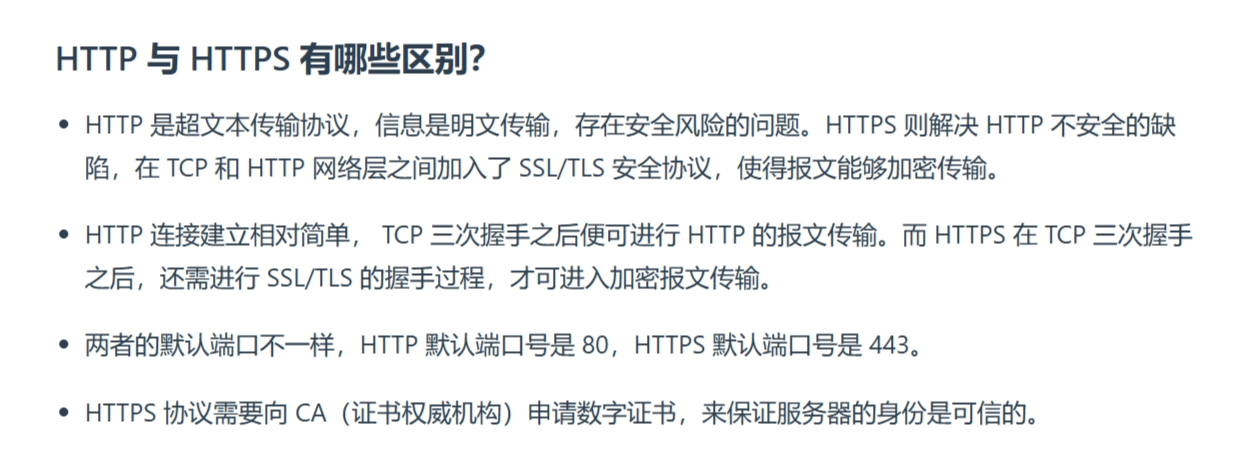 HTTP 与 HTTPS 有哪些区别？
• HTTP 是超文本传输协议，信息是明文传输，存在安全风险的问题。HTTPS 则解决 HTTP 不安全的缺
陷，在 TCP 和 HTTP 网络层之间加入了 SSL/TLS 安全协议，使得报文能够加密传输。
• HTTP 连接建立相对简单， TCP 三次握手之后便可进行 HTTP 的报文传输。而 HTTPS 在 TCP 三次握手
之后，还需进行 SSL/TLS 的握手过程，才可进入加密报文传输。
• 两者的默认端口不一样，HTTP 默认端口号是 80，HTTPS 默认端口号是 443。
• HTTPS 协议需要向 CA（证书权威机构）申请数字证书，来保证服务器的身份是可信的。